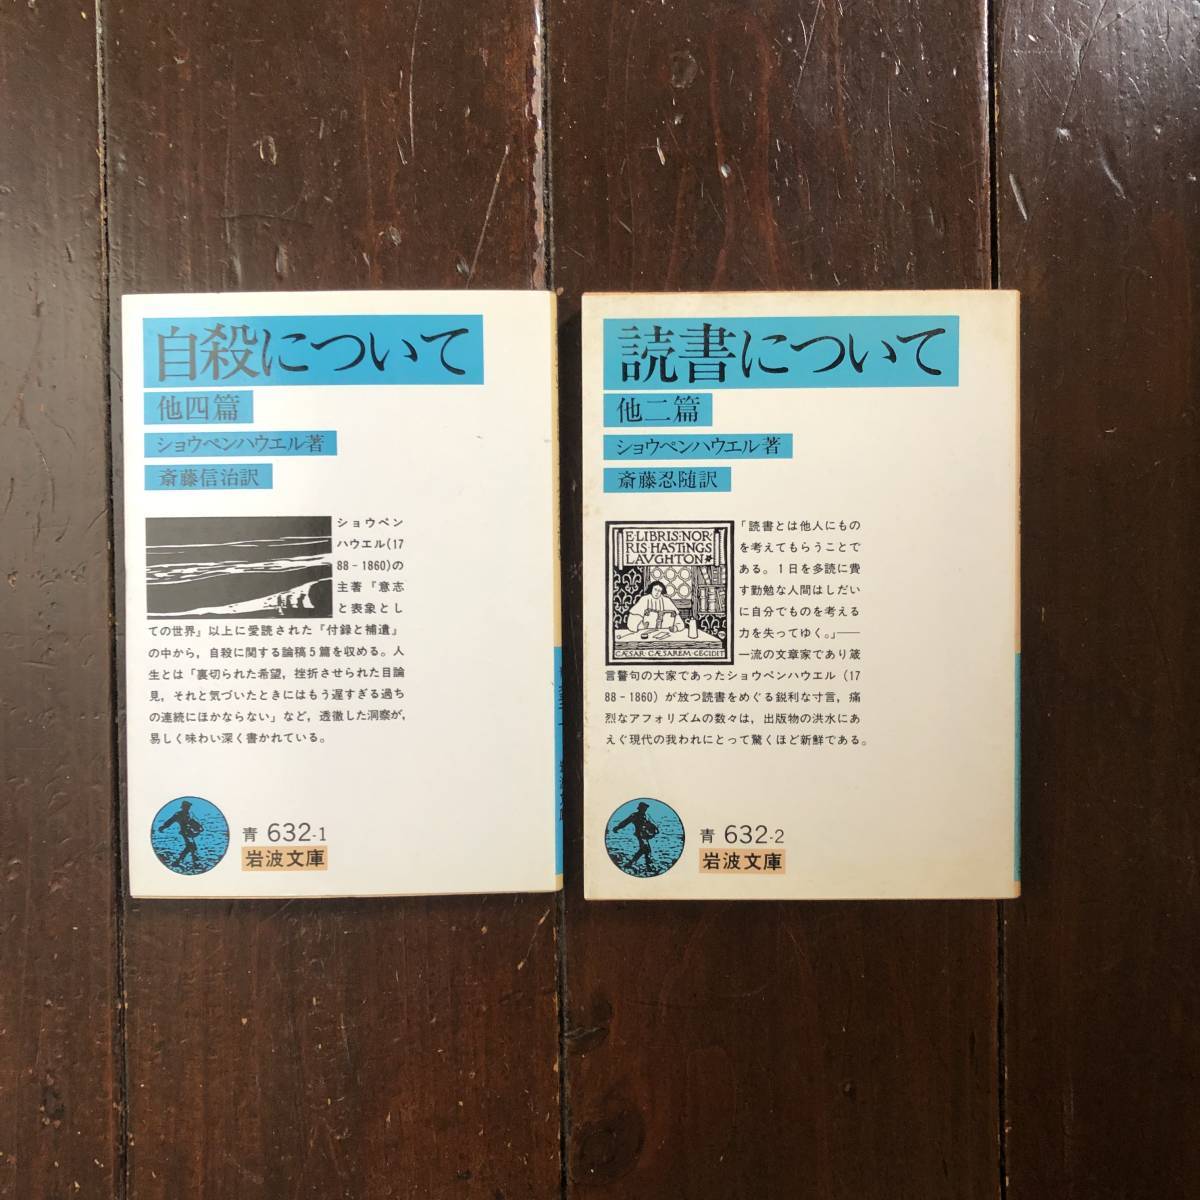 自殺について
他四篇
ショウペンハウエル著
斎藤信治訳
ショウペン
ハウエル(17
88-1860)の
主著『意志
と表象とし
ての世界』以上に愛読された『付録と補遺』
の中から，自殺に関する論稿5篇を収める。人
生とは「裏切られた希望，挫折させられた目論
見，それと気づいたときにはもう遅すぎる過ち
の連続にほかならない」など，透徹した洞察が，
易しく味わい深く書かれている。
青 632-1
岩波文庫
読書について
他二篇
ショウペンハウエル著
斎藤忍随訳
E·LIBRIS:NOR·
RIS·HASTINGS
LAVGHTON
CÆSAR·CÆSAREM·CECIDIT
「読書とは他人にもの
を考えてもらうことで
ある。1日を多読に費
す勤勉な人間はしだい
に自分でものを考える
力を失ってゆく。」──
一流の文章家であり箴
言警句の大家であったショウペンハウエル（17
88-1860）が放つ読書をめぐる鋭利な寸言，痛
烈なアフォリズムの数々は，出版物の洪水にあ
えぐ現代の我われにとって驚くほど新鮮である。
青 632-2
岩波文庫